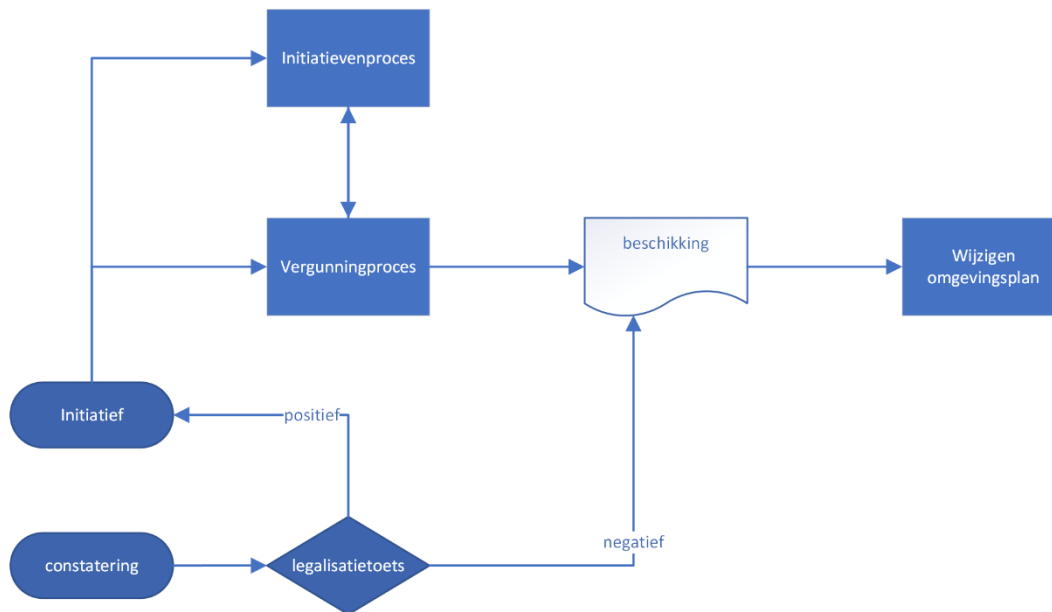 Initiatievenproces
Vergunningproces
beschikking
Wijzigen
omgevingsplan
Initiatief
positief
constatering
legalisatietoets
negatief